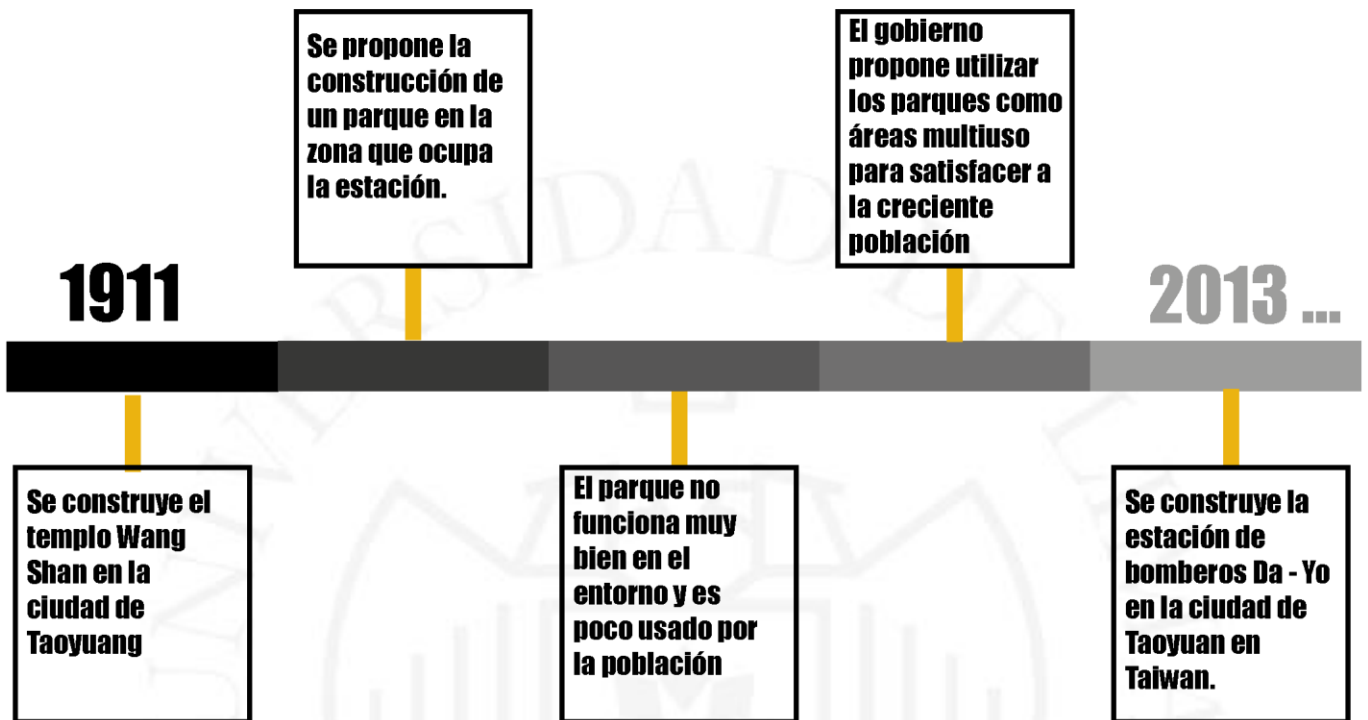 1911
Se construye el
templo Wang
Shan en la
ciudad de
Taoyuang
Se propone la
construcción de
un parque en la
zona que ocupa
la estación.
El parque no
funciona muy
bien en el
entorno y es
poco usado por
la población
El gobierno
propone utilizar
los parques como
áreas multiuso
para satisfacer a
la creciente
población
2013 ...
Se construye la
estación de
bomberos Da - Yo
en la ciudad de
Taoyuan en
Taiwan.
UNIVERSIDAD DE LIMA